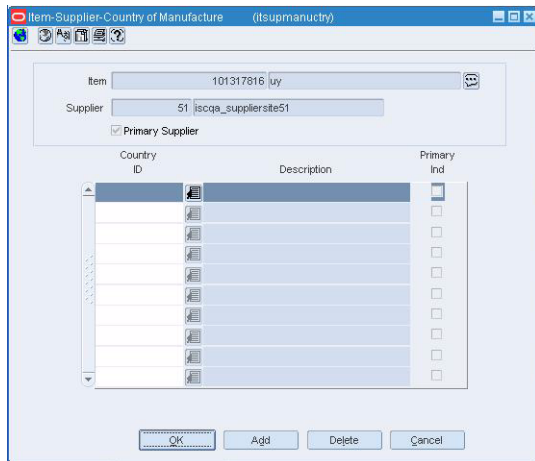 Item-Supplier-Country of Manufacture (itsupmanuctry)
Item 101317816 uy
Supplier 51 iscqa_suppliersite51
Primary Supplier
Country ID Description Primary Ind
OK Add Delete Cancel